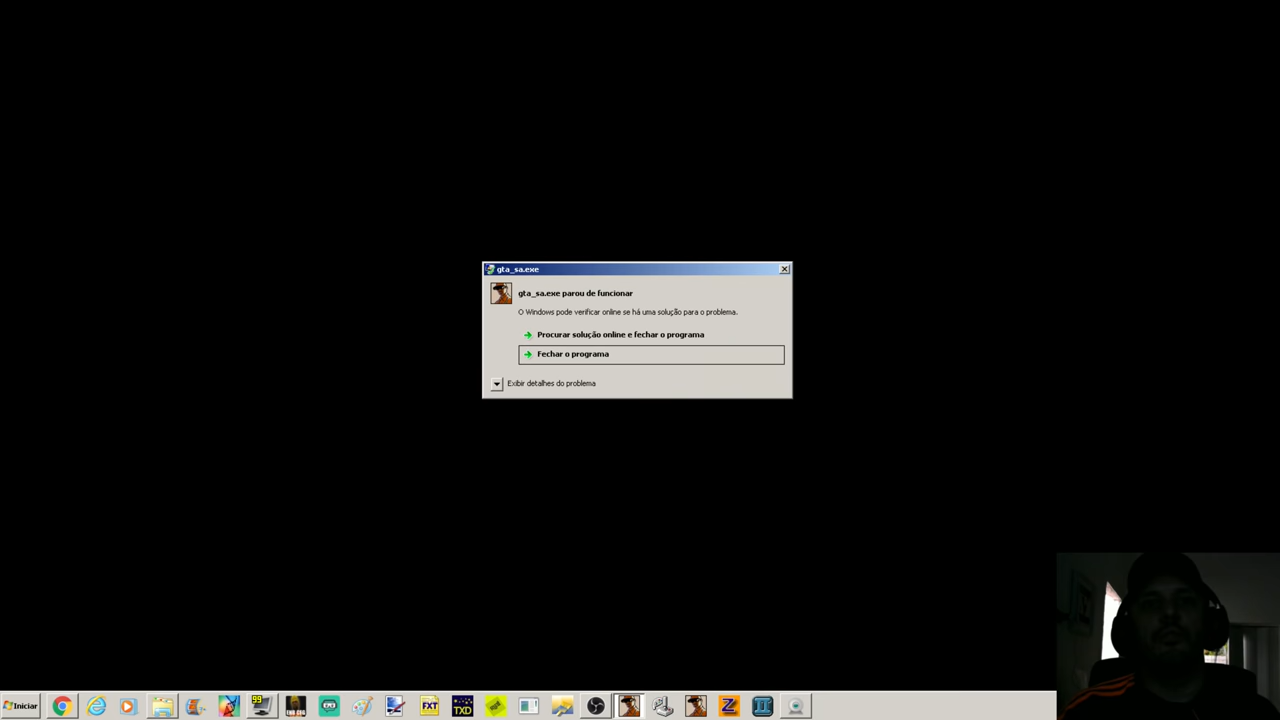 gta_sa.exe
gta_sa.exe parou de funcionar
O Windows pode verificar online se há uma solução para o problema.
Procurar solução online e fechar o programa
Fechar o programa
Exibir detalhes do problema
Iniciar
99
FXT
TXD